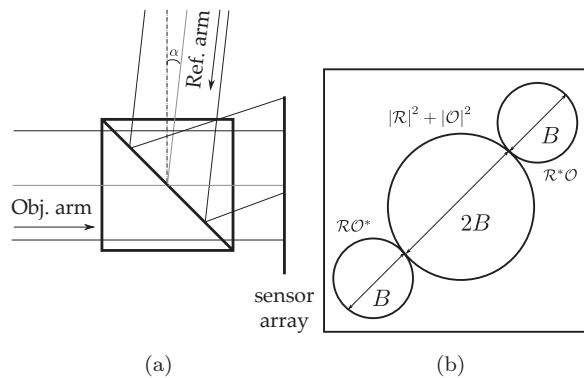 α
Ref. arm
Obj. arm
sensor
array
(a)
|ℛ|² + |𝒪|²
B
ℛ*𝒪
ℛ𝒪*
2B
B
(b)